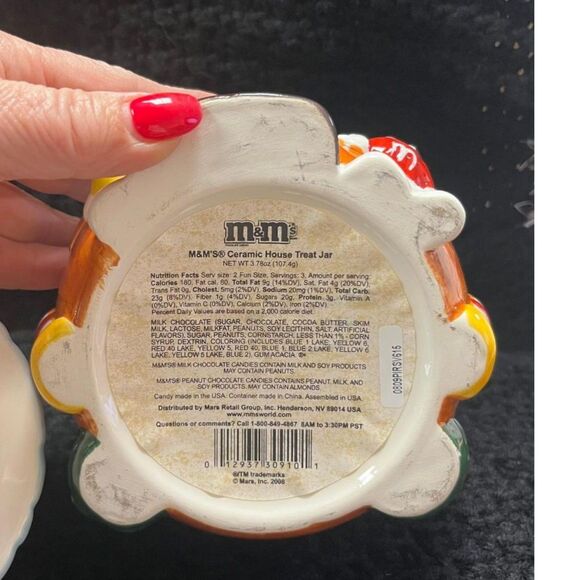 m&m's
M&M'S® Ceramic House Treat Jar
NET WT 3.78oz (107.4g)
Nutrition Facts Serv size: 2 Fun Size, Servings: 3, Amount per serving:
Calories 180, Fat cal. 80, Total Fat 9g (14%DV), Sat. Fat 4g (20%DV),
Trans Fat 0g, Cholest. 5mg (2%DV), Sodium 20mg (1%DV), Total Carb.
23g (8%DV), Fiber 1g (4%DV), Sugars 20g, Protein 3g, Vitamin A
(0%DV), Vitamin C (0%DV), Calcium (2%DV), Iron (2%DV),
Percent Daily Values are based on a 2,000 calorie diet.
MILK CHOCOLATE (SUGAR, CHOCOLATE, COCOA, BUTTER, SKIM
MILK, LACTOSE, MILKFAT, PEANUTS, SOY LECITHIN, SALT, ARTIFICIAL
FLAVORS), SUGAR, PEANUTS, CORNSTARCH, LESS THAN 1% - CORN
SYRUP, DEXTRIN, COLORING (INCLUDES BLUE 1 LAKE, YELLOW 6,
RED 40 LAKE, YELLOW 5, RED 40, BLUE 1, BLUE 2 LAKE, YELLOW 6
LAKE, YELLOW 5 LAKE, BLUE 2), GUM ACACIA.
M&MS® MILK CHOCOLATE CANDIES CONTAIN MILK AND SOY PRODUCTS
MAY CONTAIN PEANUTS.
M&MS® PEANUT CHOCOLATE CANDIES CONTAINS PEANUT, MILK, AND
SOY PRODUCTS. MAY CONTAIN ALMONDS.
Candy made in the USA. Container made in China. Assembled in USA.
Distributed by Mars Retail Group, Inc. Henderson, NV 89014 USA
www.mmsworld.com
Questions or comments? Call 1-800-849-4867 8AM to 3:30PM PST
0 12937 30910 1
®/TM trademarks
© Mars, Inc. 2008
0809PIRSV615
m